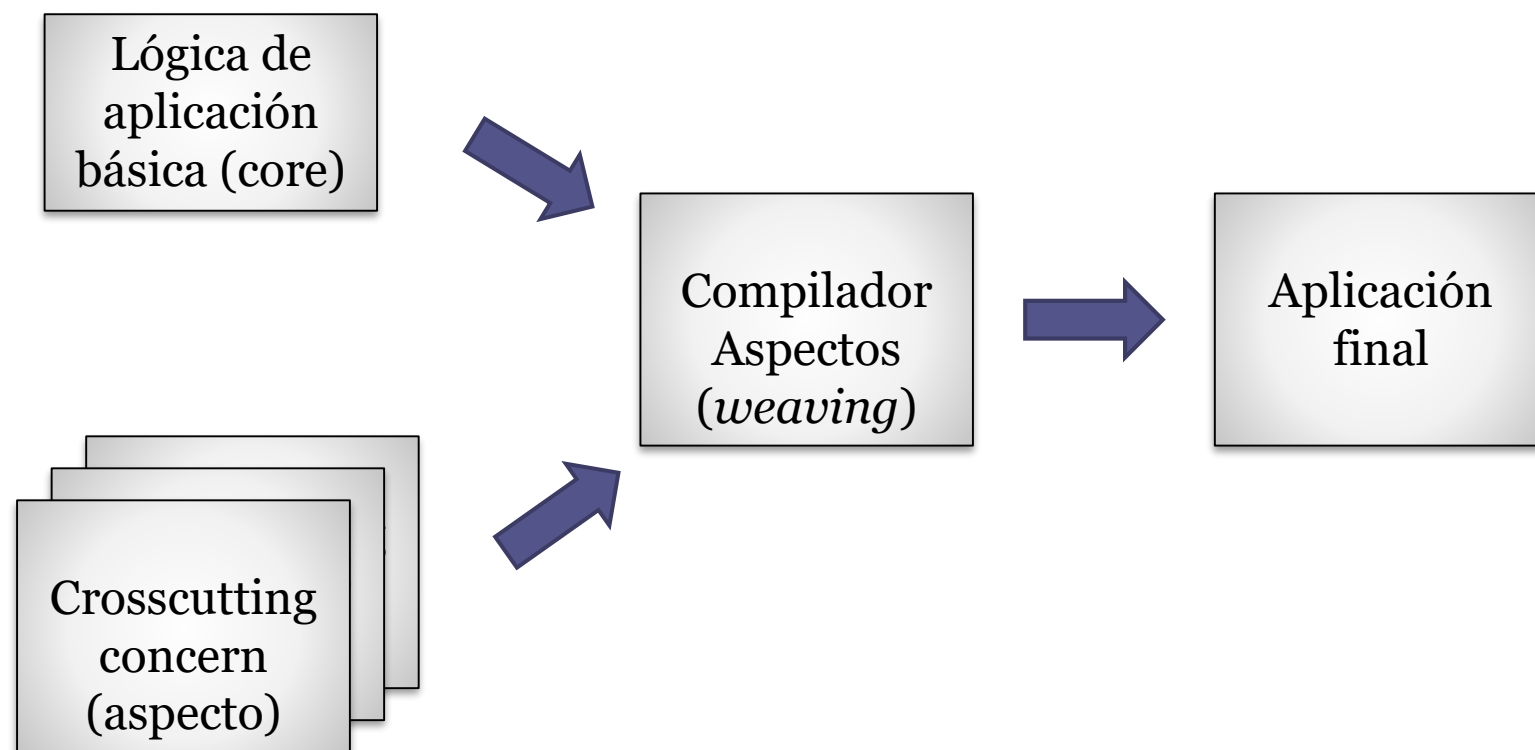 Lógica de
aplicación
básica (core)
Compilador
Aspectos
(weaving)
Aplicación
final
Crosscutting
concern
(aspecto)